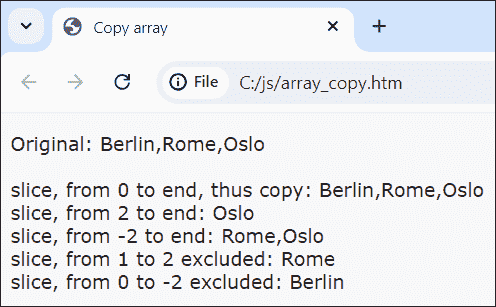 Copy array
File
C:/js/array_copy.htm
Original: Berlin,Rome,Oslo
slice, from 0 to end, thus copy: Berlin,Rome,Oslo
slice, from 2 to end: Oslo
slice, from -2 to end: Rome,Oslo
slice, from 1 to 2 excluded: Rome
slice, from 0 to -2 excluded: Berlin